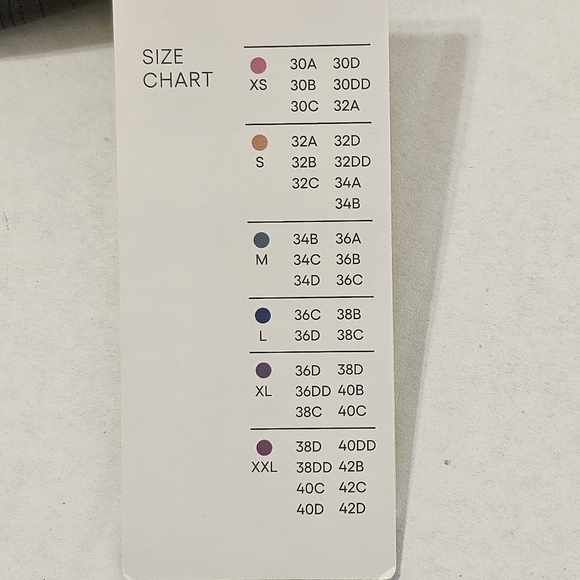 SIZE
CHART
30A 30D
XS 30B 30DD
30C 32A
32A 32D
S 32B 32DD
32C 34A
34B
34B 36A
M 34C 36B
34D 36C
36C 38B
L 36D 38C
36D 38D
XL 36DD 40B
38C 40C
38D 40DD
XXL 38DD 42B
40C 42C
40D 42D